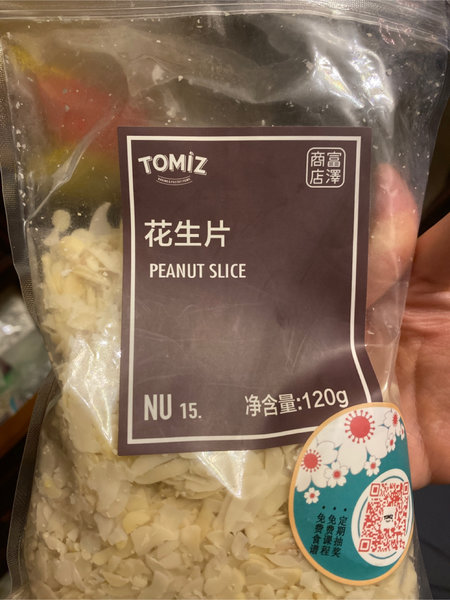 TOMIZ
富澤
商店
花生片
PEANUT SLICE
NU 15.
净含量:120g
·定期抽奖
·免费课程
·免费食谱